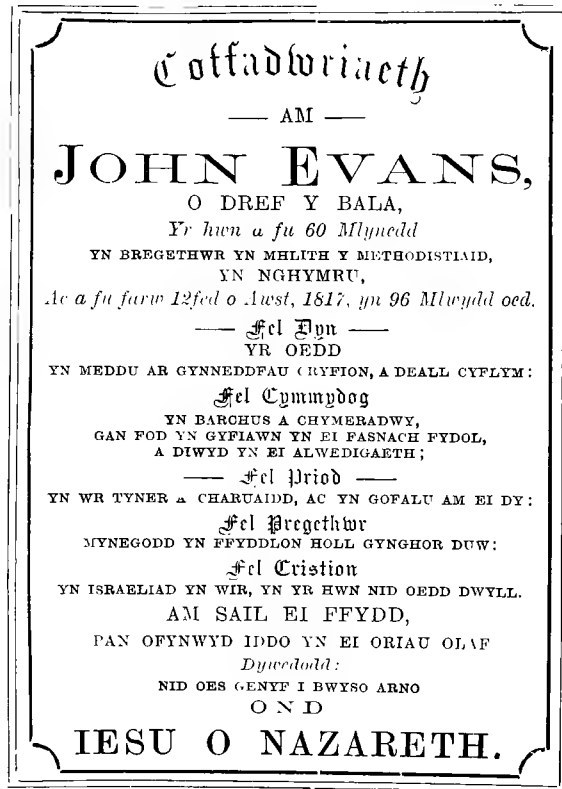 Coffadwriaeth
— AM —
JOHN EVANS,
O DREF Y BALA,
Yr hwn a fu 60 Mlynedd
YN BREGETHWR YN MHLITH Y METHODISTIAID,
YN NGHYMRU,
Ac a fu farw 12fed o Awst, 1817, yn 96 Mlwydd oed.
— Fel Dyn —
YR OEDD
YN MEDDU AR GYNNEDDFAU CRYFION, A DEALL CYFLYM:
Fel Cymmydog
YN BARCHUS A CHYMERADWY,
GAN FOD YN GYFIAWN YN EI FASNACH FYDOL,
A DIWYD YN EI ALWEDIGAETH;
— Fel Priod —
YN WR TYNER A CHARUAIDD, AC YN GOFALU AM EI DY:
Fel Pregethwr
MYNEGODD YN FFYDDLON HOLL GYNGHOR DUW:
Fel Cristion
YN ISRAELIAD YN WIR, YN YR HWN NID OEDD DWYLL.
AM SAIL EI FFYDD,
PAN OFYNWYD IDDO YN EI ORIAU OLAF
Dywedodd:
NID OES GENYF I BWYSO ARNO
OND
IESU O NAZARETH.